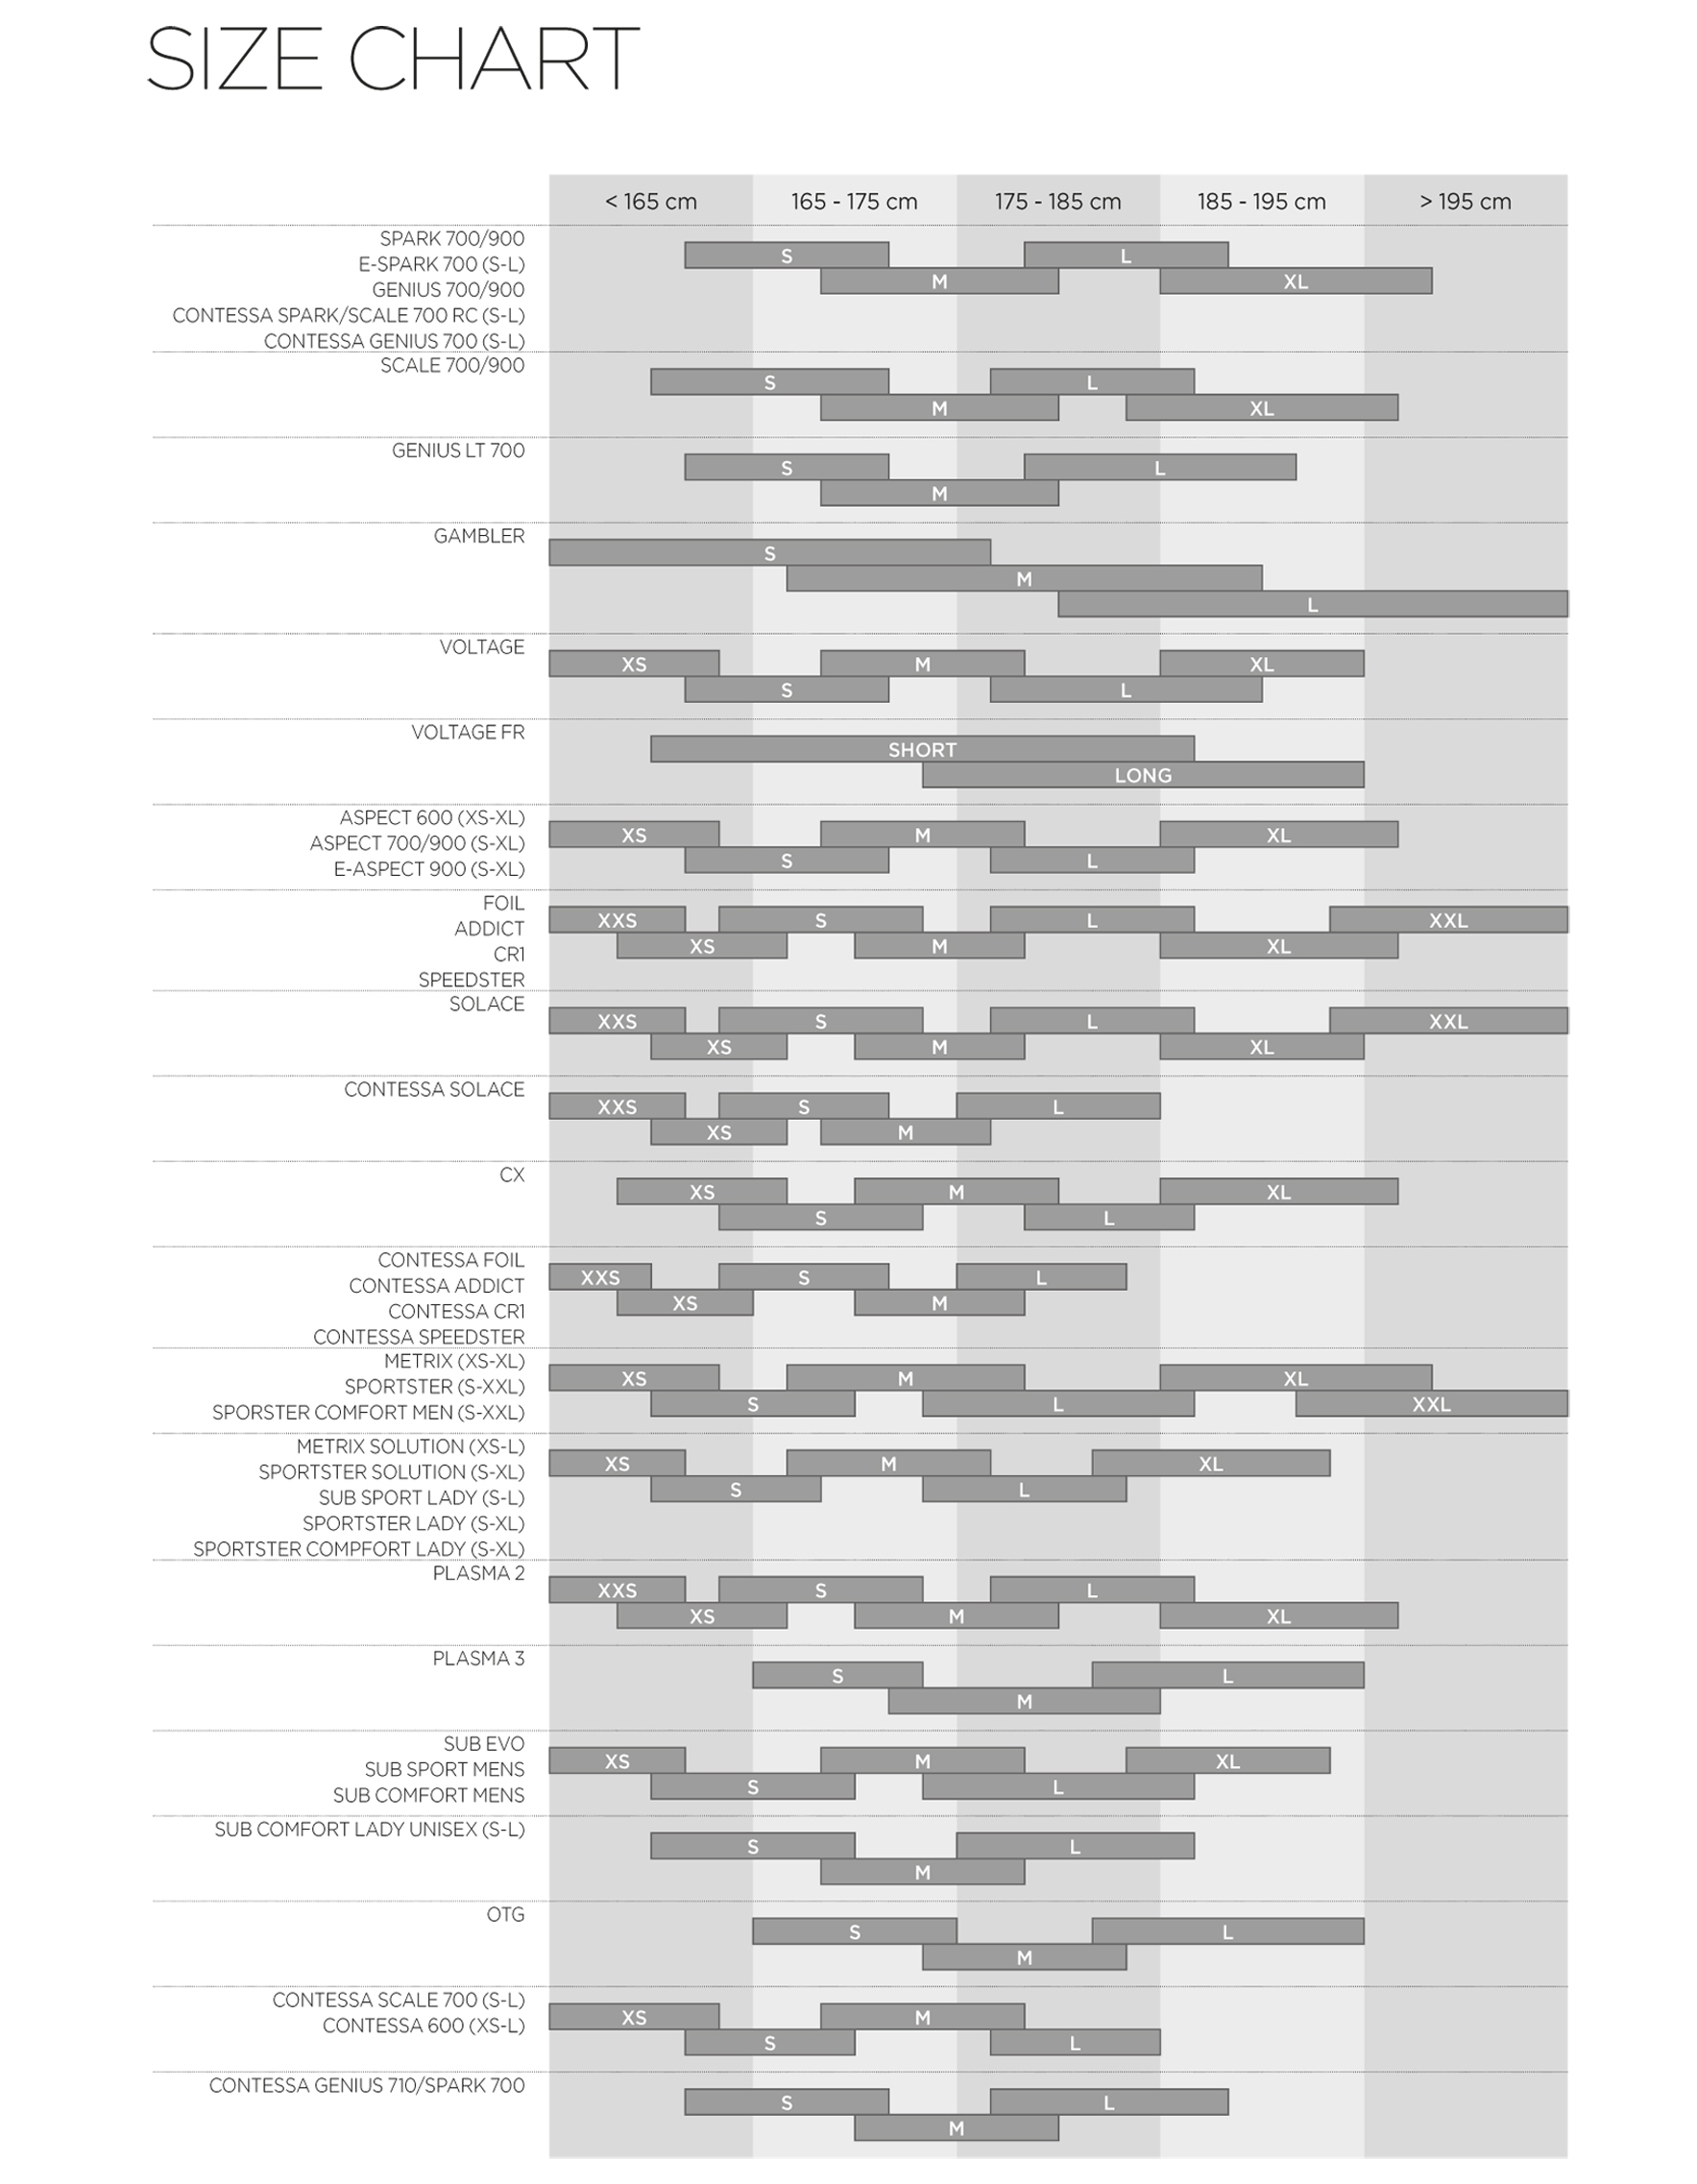 SIZE CHART
< 165 cm 165 - 175 cm 175 - 185 cm 185 - 195 cm > 195 cm
SPARK 700/900
E-SPARK 700 (S-L)
GENIUS 700/900
CONTESSA SPARK/SCALE 700 RC (S-L)
CONTESSA GENIUS 700 (S-L)
S L
M XL
SCALE 700/900
S L
M XL
GENIUS LT 700
S L
M
GAMBLER
S
M
L
VOLTAGE
XS M XL
S L
VOLTAGE FR
SHORT
LONG
ASPECT 600 (XS-XL)
ASPECT 700/900 (S-XL)
E-ASPECT 900 (S-XL)
XS M XL
S L
FOIL
ADDICT
CR1
SPEEDSTER
XXS S L XXL
XS M XL
SOLACE
XXS S L XXL
XS M XL
CONTESSA SOLACE
XXS S L
XS M
CX
XS M XL
S L
CONTESSA FOIL
CONTESSA ADDICT
CONTESSA CR1
CONTESSA SPEEDSTER
XXS S L
XS M
METRIX (XS-XL)
SPORTSTER (S-XXL)
SPORSTER COMFORT MEN (S-XXL)
XS M XL
S L XXL
METRIX SOLUTION (XS-L)
SPORTSTER SOLUTION (S-XL)
SUB SPORT LADY (S-L)
SPORTSTER LADY (S-XL)
SPORTSTER COMPFORT LADY (S-XL)
XS M XL
S L
PLASMA 2
XXS S L
XS M XL
PLASMA 3
S L
M
SUB EVO
SUB SPORT MENS
SUB COMFORT MENS
XS M XL
S L
SUB COMFORT LADY UNISEX (S-L)
S L
M
OTG
S L
M
CONTESSA SCALE 700 (S-L)
CONTESSA 600 (XS-L)
XS M
S L
CONTESSA GENIUS 710/SPARK 700
S L
M